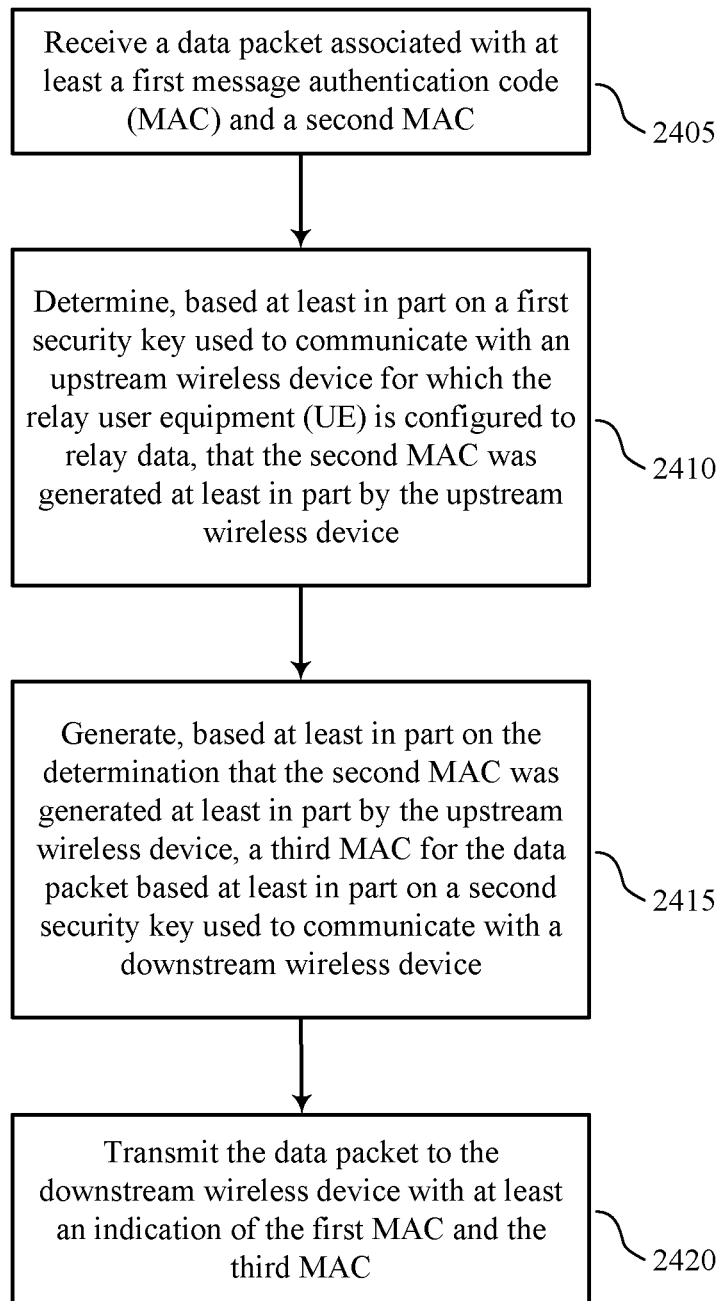 Receive a data packet associated with at
least a first message authentication code
(MAC) and a second MAC
2405
Determine, based at least in part on a first
security key used to communicate with an
upstream wireless device for which the
relay user equipment (UE) is configured to
relay data, that the second MAC was
generated at least in part by the upstream
wireless device
2410
Generate, based at least in part on the
determination that the second MAC was
generated at least in part by the upstream
wireless device, a third MAC for the data
packet based at least in part on a second
security key used to communicate with a
downstream wireless device
2415
Transmit the data packet to the
downstream wireless device with at least
an indication of the first MAC and the
third MAC
2420